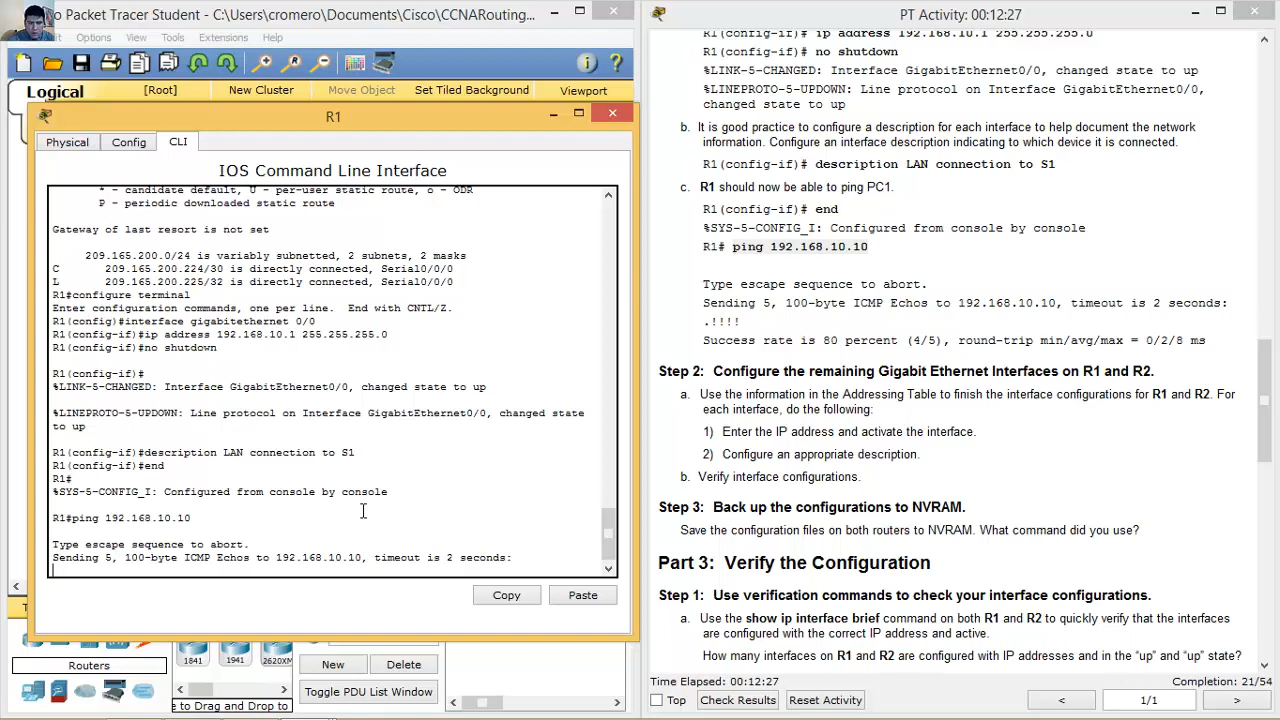 Packet Tracer Student - C:\Users\cromero\Documents\Cisco\CCNARouting...
Edit Options View Tools Extensions Help
Logical [Root] New Cluster Move Object Set Tiled Background Viewport
R1
Physical Config CLI
IOS Command Line Interface
* - candidate default, U - per-user static route, o - ODR
P - periodic downloaded static route
Gateway of last resort is not set
209.165.200.0/24 is variably subnetted, 2 subnets, 2 masks
C 209.165.200.224/30 is directly connected, Serial0/0/0
L 209.165.200.225/32 is directly connected, Serial0/0/0
R1#configure terminal
Enter configuration commands, one per line. End with CNTL/Z.
R1(config)#interface gigabitethernet 0/0
R1(config-if)#ip address 192.168.10.1 255.255.255.0
R1(config-if)#no shutdown
R1(config-if)#
%LINK-5-CHANGED: Interface GigabitEthernet0/0, changed state to up
%LINEPROTO-5-UPDOWN: Line protocol on Interface GigabitEthernet0/0, changed state
to up
R1(config-if)#description LAN connection to S1
R1(config-if)#end
R1#
%SYS-5-CONFIG_I: Configured from console by console
R1#ping 192.168.10.10
Type escape sequence to abort.
Sending 5, 100-byte ICMP Echos to 192.168.10.10, timeout is 2 seconds:
Copy Paste
1841 1941 2620XM
Routers
New Delete
Toggle PDU List Window
to Drag and Drop to
PT Activity: 00:12:27
R1(config-if)# ip address 192.168.10.1 255.255.255.0
R1(config-if)# no shutdown
%LINK-5-CHANGED: Interface GigabitEthernet0/0, changed state to up
%LINEPROTO-5-UPDOWN: Line protocol on Interface GigabitEthernet0/0,
changed state to up
b. It is good practice to configure a description for each interface to help document the network
information. Configure an interface description indicating to which device it is connected.
R1(config-if)# description LAN connection to S1
c. R1 should now be able to ping PC1.
R1(config-if)# end
%SYS-5-CONFIG_I: Configured from console by console
R1# ping 192.168.10.10
Type escape sequence to abort.
Sending 5, 100-byte ICMP Echos to 192.168.10.10, timeout is 2 seconds:
.!!!!
Success rate is 80 percent (4/5), round-trip min/avg/max = 0/2/8 ms
Step 2: Configure the remaining Gigabit Ethernet Interfaces on R1 and R2.
a. Use the information in the Addressing Table to finish the interface configurations for R1 and R2. For
each interface, do the following:
1) Enter the IP address and activate the interface.
2) Configure an appropriate description.
b. Verify interface configurations.
Step 3: Back up the configurations to NVRAM.
Save the configuration files on both routers to NVRAM. What command did you use?
Part 3: Verify the Configuration
Step 1: Use verification commands to check your interface configurations.
a. Use the show ip interface brief command on both R1 and R2 to quickly verify that the interfaces
are configured with the correct IP address and active.
How many interfaces on R1 and R2 are configured with IP addresses and in the “up” and “up” state?
Time Elapsed: 00:12:27 Completion: 21/54
Top Check Results Reset Activity < 1/1 >